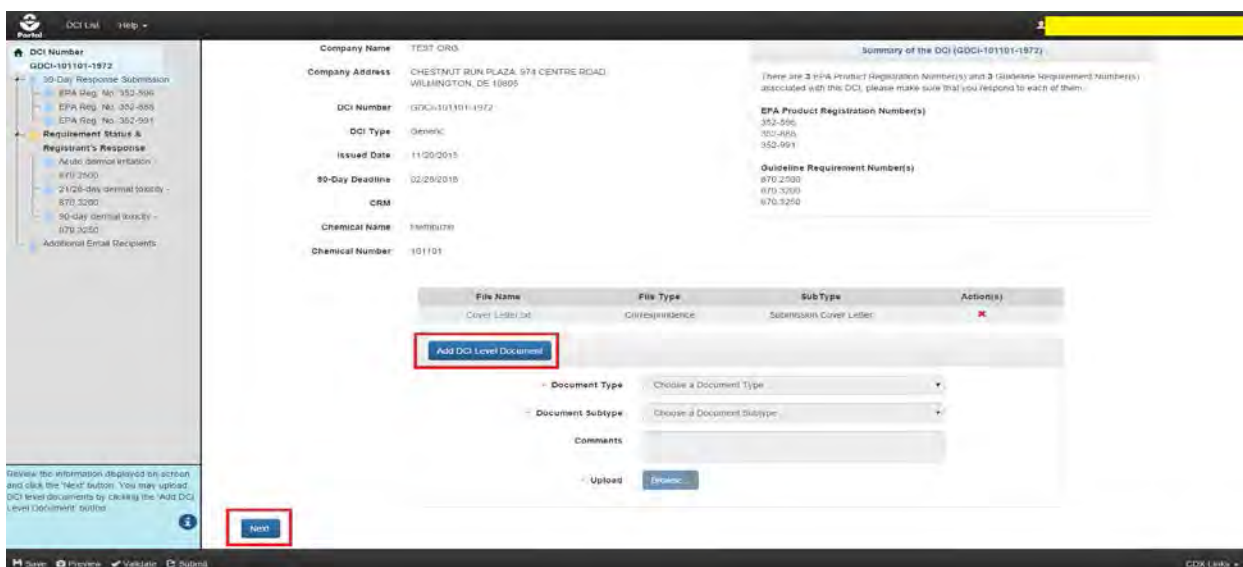 Portal
DCI List Help
DCI Number
GDCI-101101-1972
90-Day Response Submission
EPA Reg. No. 352-596
EPA Reg. No. 352-888
EPA Reg. No. 352-991
Requirement Status &
Registrant's Response
Acute dermal irritation -
870.2500
21/28-day dermal toxicity -
870.3200
90-day dermal toxicity -
870.3250
Additional Email Recipients
Review the information displayed on screen
and click the 'Next' button. You may upload
DCI level documents by clicking the 'Add DCI
Level Document' button.
Company Name TEST ORG
Company Address CHESTNUT RUN PLAZA, 974 CENTRE ROAD
WILMINGTON, DE 19805
DCI Number GDCI-101101-1972
DCI Type Generic
Issued Date 11/20/2015
90-Day Deadline
CRM
Chemical Name
Chemical Number 101101
Summary of the DCI (GDCI-101101-1972)
There are 3 EPA Product Registration Number(s) and 3 Guideline Requirement Number(s)
associated with this DCI, please make sure that you respond to each of them.
EPA Product Registration Number(s)
352-596
352-888
352-991
Guideline Requirement Number(s)
870.2500
870.3200
870.3250
File Name File Type SubType Action(s)
Cover Letter.txt Correspondence Submission Cover Letter
Add DCI Level Document
Document Type Choose a Document Type
Document Subtype Choose a Document Subtype
Comments
Upload Browse...
Next
Save Preview Validate Submit CDX Links